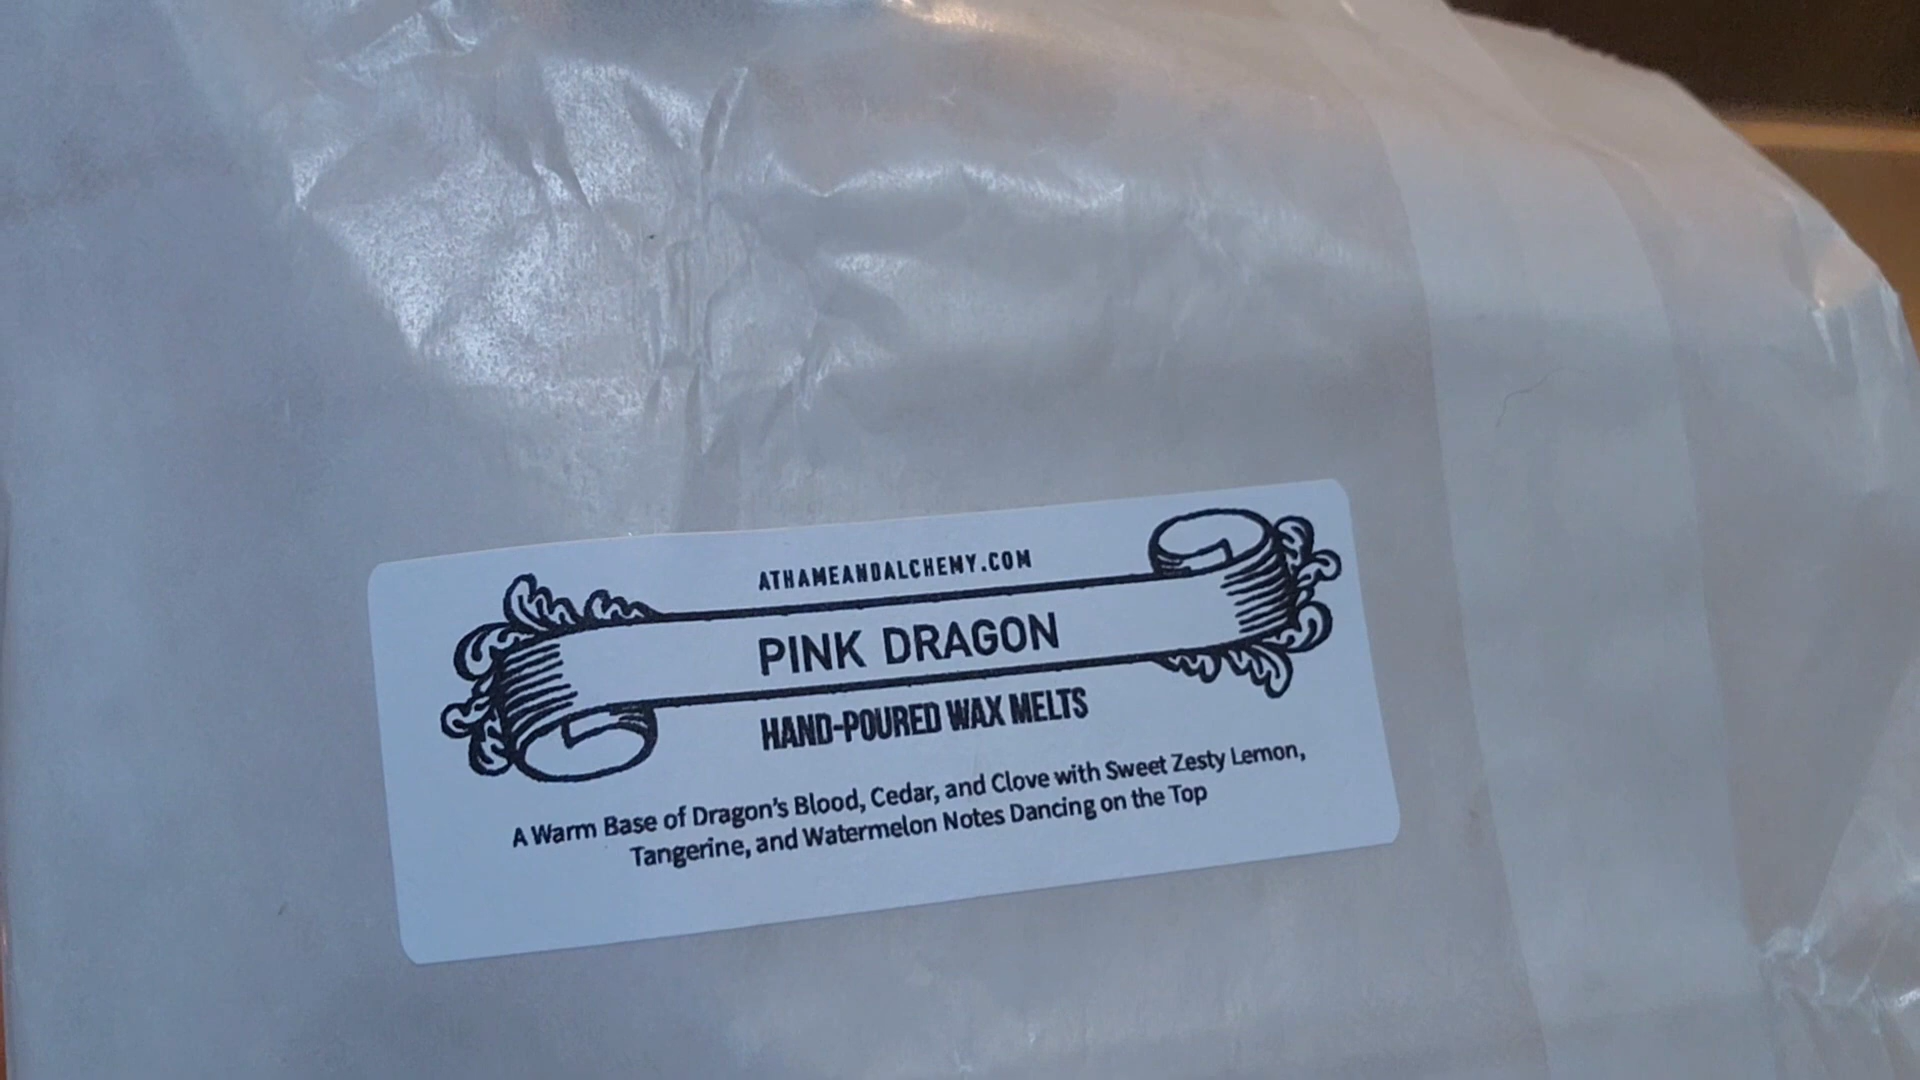 ATHAMEANDALCHEMY.COM
PINK DRAGON
HAND-POURED WAX MELTS
A Warm Base of Dragon's Blood, Cedar, and Clove with Sweet Zesty Lemon,
Tangerine, and Watermelon Notes Dancing on the Top